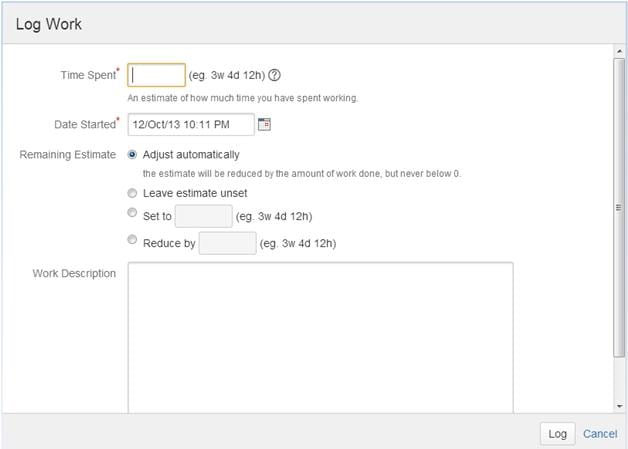 Log Work
Time Spent* (eg. 3w 4d 12h) ?
An estimate of how much time you have spent working.
Date Started* 12/Oct/13 10:11 PM
Remaining Estimate Adjust automatically
the estimate will be reduced by the amount of work done, but never below 0.
Leave estimate unset
Set to (eg. 3w 4d 12h)
Reduce by (eg. 3w 4d 12h)
Work Description
Log Cancel